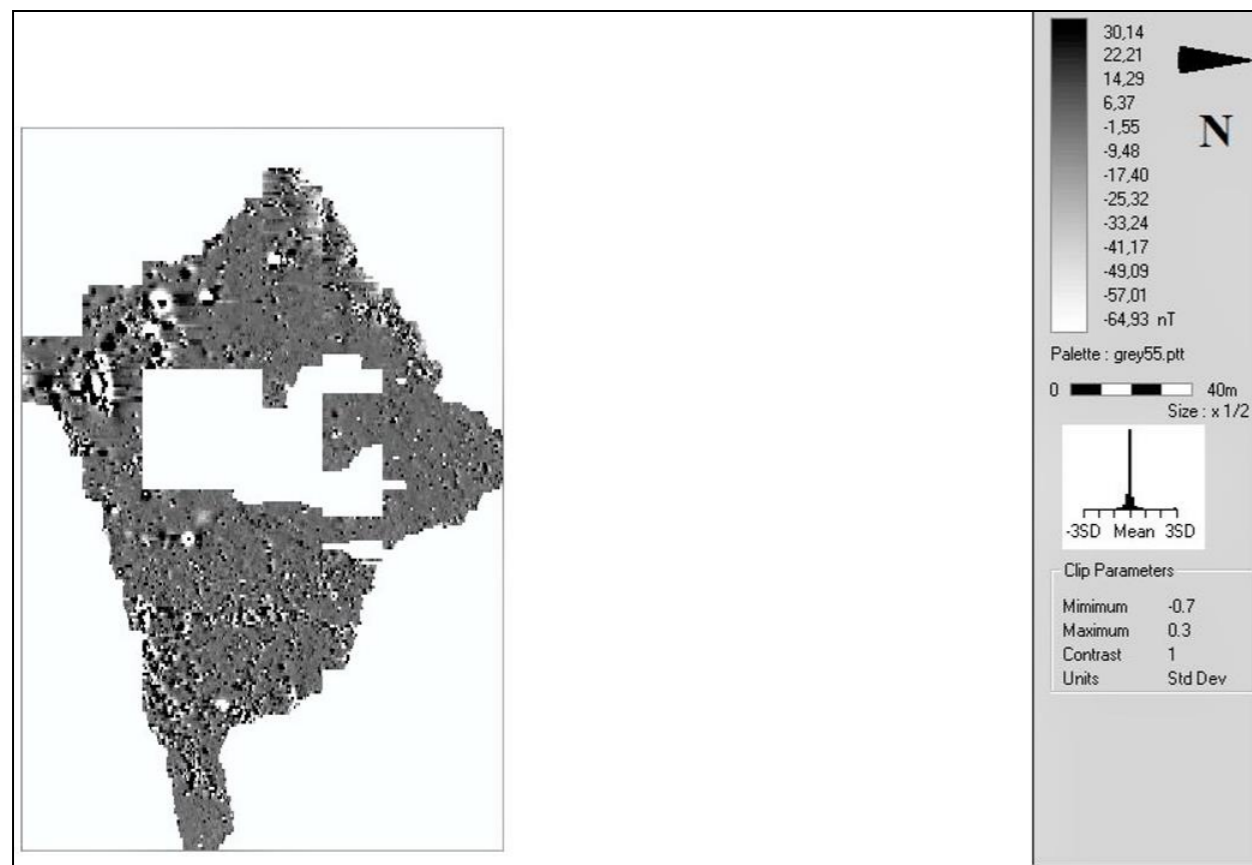 30,14
22,21
14,29
6,37
-1,55
-9,48
-17,40
-25,32
-33,24
-41,17
-49,09
-57,01
-64,93 nT
N
Palette : grey55.ptt
0 40m
Size : x 1/2
-3SD Mean 3SD
Clip Parameters
Minimum -0.7
Maximum 0.3
Contrast 1
Units Std Dev